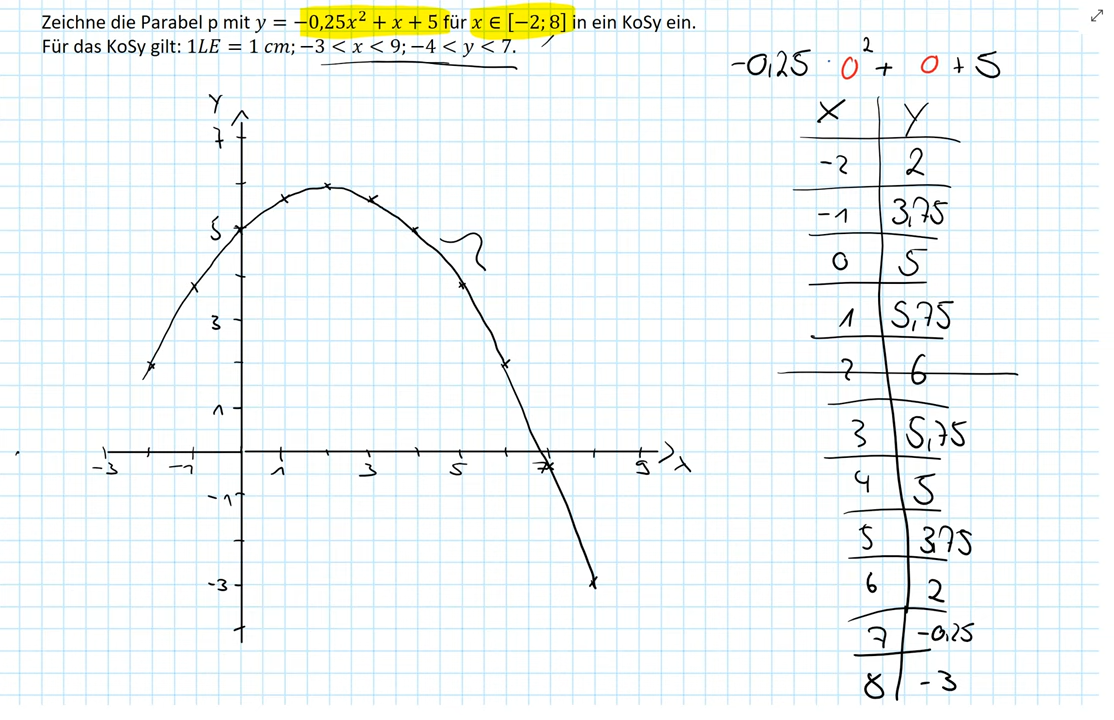 Zeichne die Parabel p mit y = −0,25x² + x + 5 für x ∈ [−2; 8] in ein KoSy ein.
Für das KoSy gilt: 1LE = 1 cm; −3 < x < 9; −4 < y < 7.
-0,25 · 0² + 0 + 5
x y
-2 2
-1 3,75
0 5
1 5,75
2 6
3 5,75
4 5
5 3,75
6 2
7 -0,25
8 -3
y
7
5
3
1
-3 -1 1 3 5 7 9 x
-1
-3